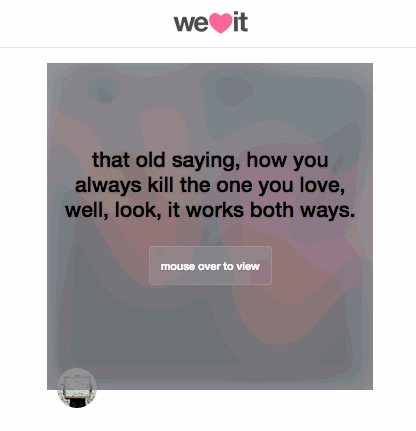 we it
that old saying, how you
always kill the one you love,
well, look, it works both ways.
mouse over to view